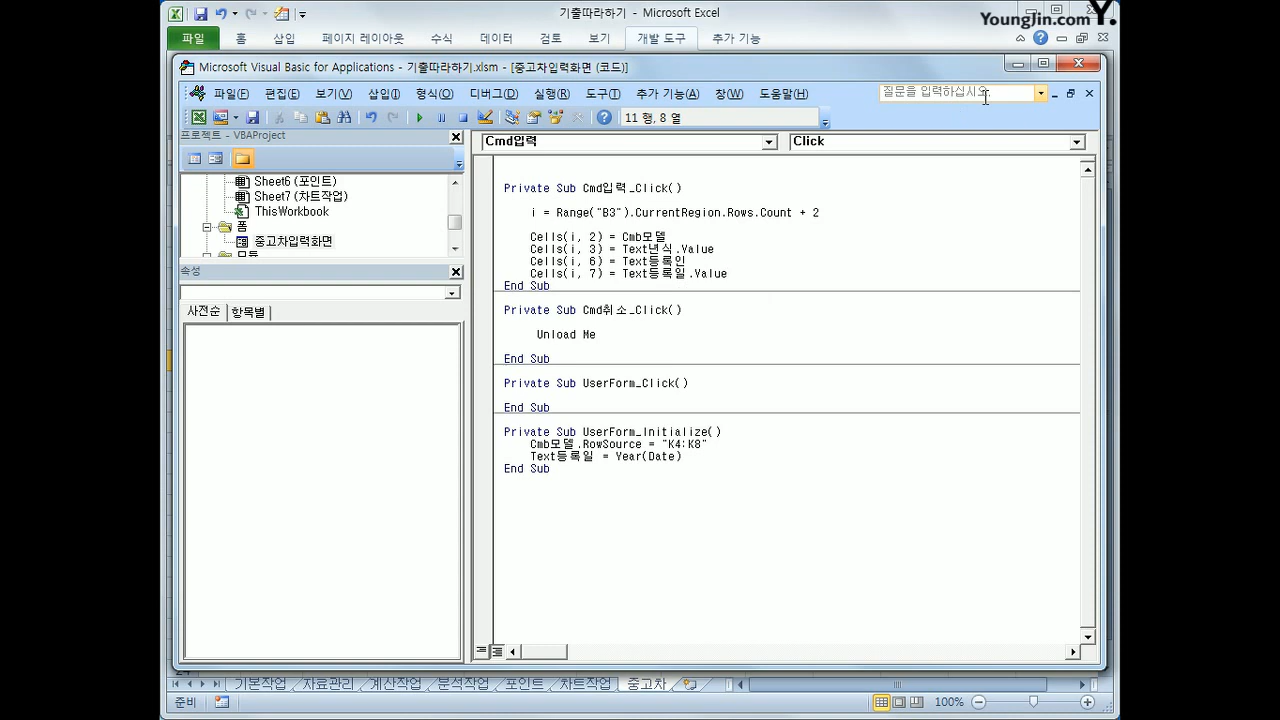 기출따라하기 - Microsoft Excel
YoungJin.com Y.
파일 홈 삽입 페이지 레이아웃 수식 데이터 검토 보기 개발 도구 추가 기능
Microsoft Visual Basic for Applications - 기출따라하기.xlsm - [중고차입력화면 (코드)]
파일(F) 편집(E) 보기(V) 삽입(I) 형식(O) 디버그(D) 실행(R) 도구(T) 추가 기능(A) 창(W) 도움말(H) 질문을 입력하십시오
11 행, 8 열
프로젝트 - VBAProject
Cmd입력 Click
Sheet6 (포인트)
Sheet7 (차트작업)
ThisWorkbook
폼
중고차입력화면
모듈
속성
사전순 항목별
Private Sub Cmd입력_Click()
i = Range("B3").CurrentRegion.Rows.Count + 2
Cells(i, 2) = Cmb모델
Cells(i, 3) = Text년식.Value
Cells(i, 6) = Text등록인
Cells(i, 7) = Text등록일.Value
End Sub
Private Sub Cmd취소_Click()
Unload Me
End Sub
Private Sub UserForm_Click()
End Sub
Private Sub UserForm_Initialize()
Cmb모델.RowSource = "K4:K8"
Text등록일 = Year(Date)
End Sub
기본작업 자료관리 계산작업 분석작업 포인트 차트작업 중고차
준비 100%